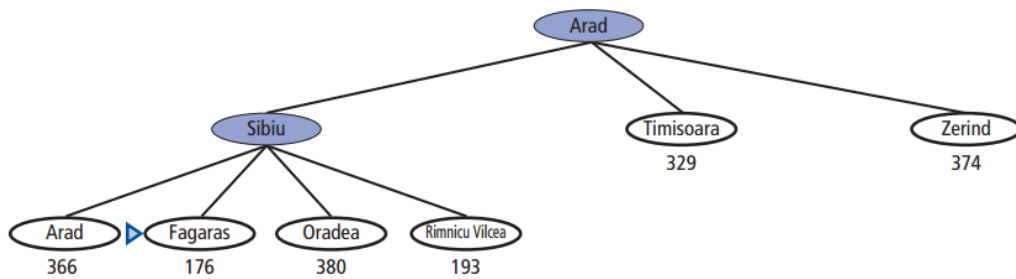 Arad
Sibiu
Timisoara
Zerind
329
374
Arad
Fagaras
Oradea
Rimnicu Vilcea
366
176
380
193